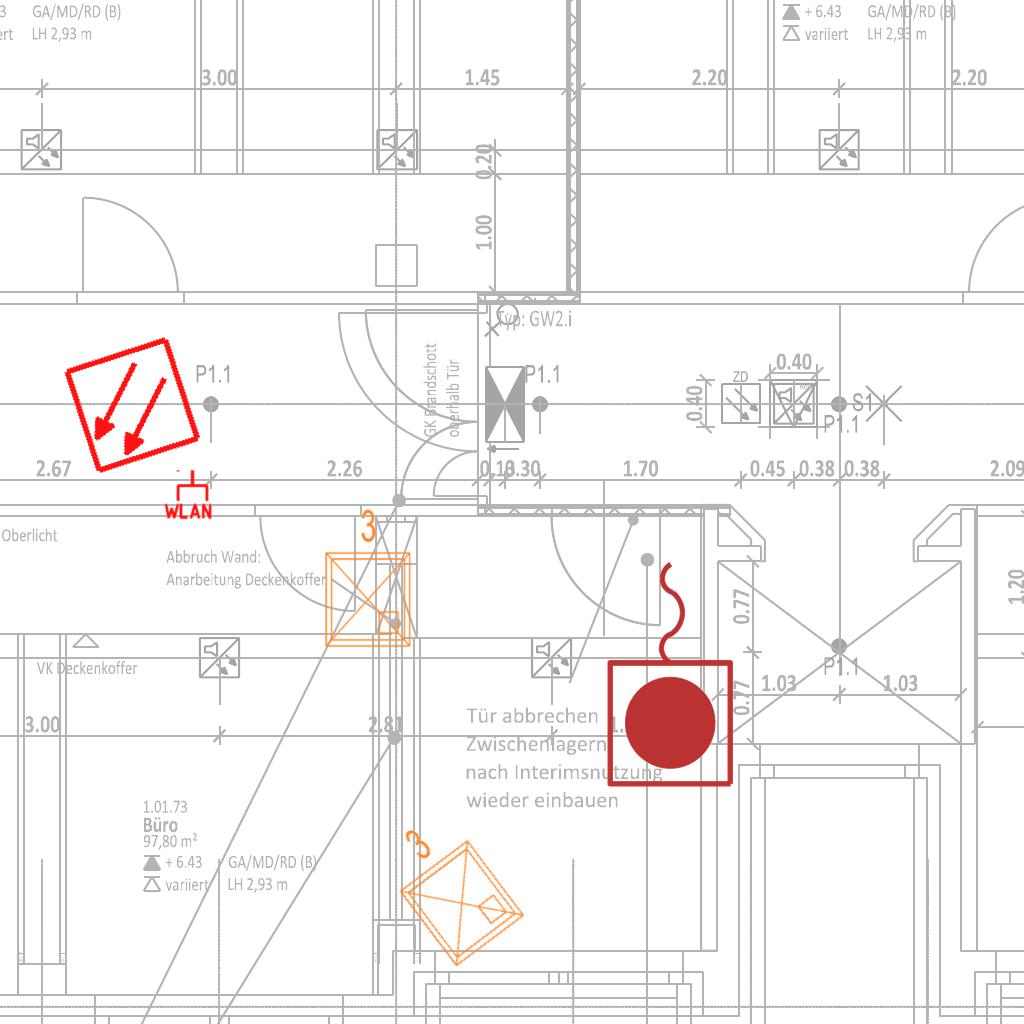 GA/MD/RD (B)
LH 2,93 m
+ 6.43 GA/MD/RD (B)
variiert LH 2,93 m
3.00
1.45
2.20
2.20
0.20
1.00
Typ: GW2.i
GK Brandschott
oberhalb Tür
P1.1
P1.1
ZD
0.40
0.40
S1
P1.1
2.67
2.26
0.30
1.70
0.45
0.38
0.38
2.09
WLAN
Oberlicht
3
Abbruch Wand:
Anarbeitung Deckenkoffer
0.77
1.20
VK Deckenkoffer
P1.1
1.03
1.03
0.77
3.00
2.81
Tür abbrechen
Zwischenlagern
nach Interimsnutzung
wieder einbauen
1.01.73
Büro
97,80 m²
+ 6.43 GA/MD/RD (B)
variiert LH 2,93 m
3